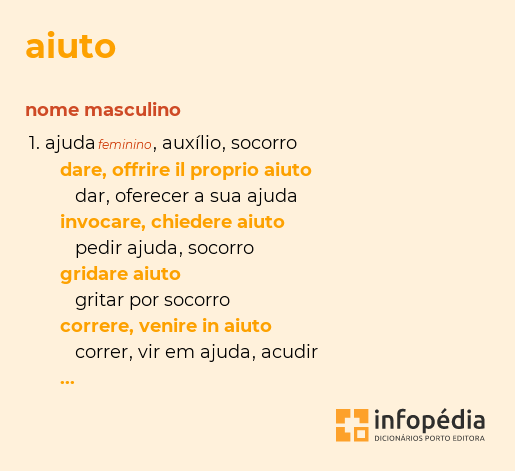 aiuto
nome masculino
1. ajuda feminino, auxílio, socorro
dare, offrire il proprio aiuto
dar, oferecer a sua ajuda
invocare, chiedere aiuto
pedir ajuda, socorro
gridare aiuto
gritar por socorro
correre, venire in aiuto
correr, vir em ajuda, acudir
...
infopédia
DICIONÁRIOS PORTO EDITORA